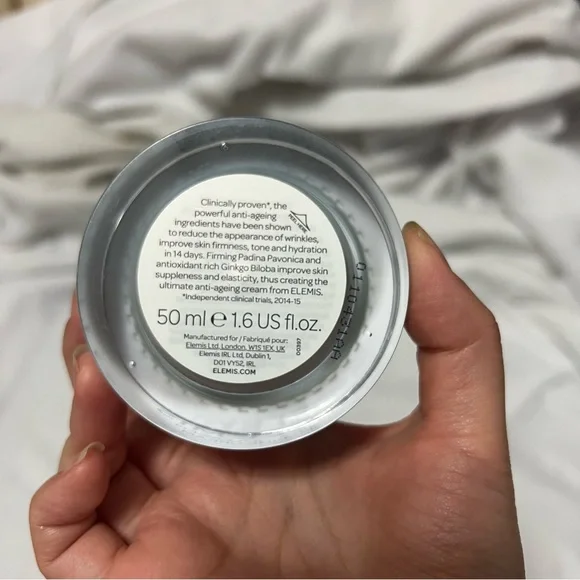 Clinically proven*, the
powerful anti-ageing
ingredients have been shown
to reduce the appearance of wrinkles,
improve skin firmness, tone and hydration
in 14 days. Firming Padina Pavonica and
antioxidant rich Ginkgo Biloba improve skin
suppleness and elasticity, thus creating the
ultimate anti-ageing cream from ELEMIS.
*Independent clinical trials, 2014-15
50 ml ℮ 1.6 US fl.oz.
Manufactured for / Fabriqué pour:
Elemis Ltd, London, W1S 1EX, UK
Elemis IRL Ltd, Dublin 1,
D01 VY52, IRL
ELEMIS.COM
PEEL HERE